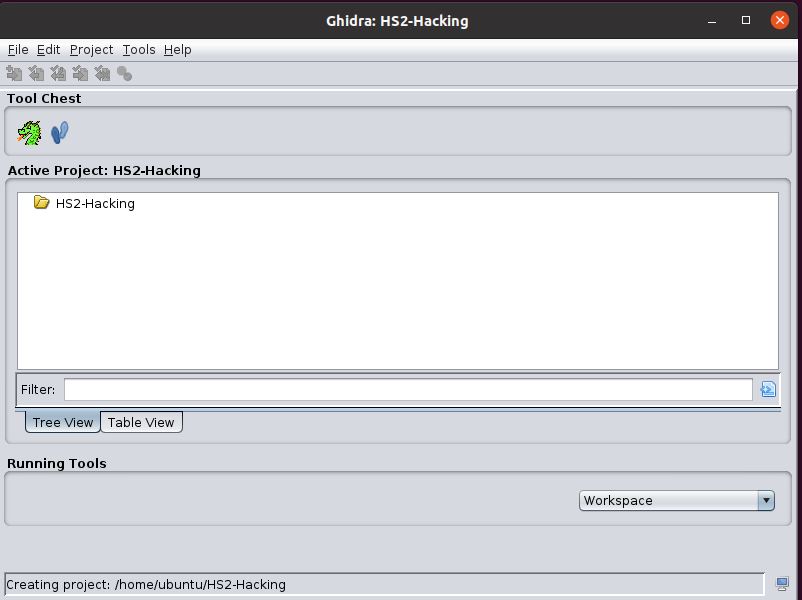 Ghidra: HS2-Hacking
File Edit Project Tools Help
Tool Chest
Active Project: HS2-Hacking
HS2-Hacking
Filter:
Tree View Table View
Running Tools
Workspace
Creating project: /home/ubuntu/HS2-Hacking